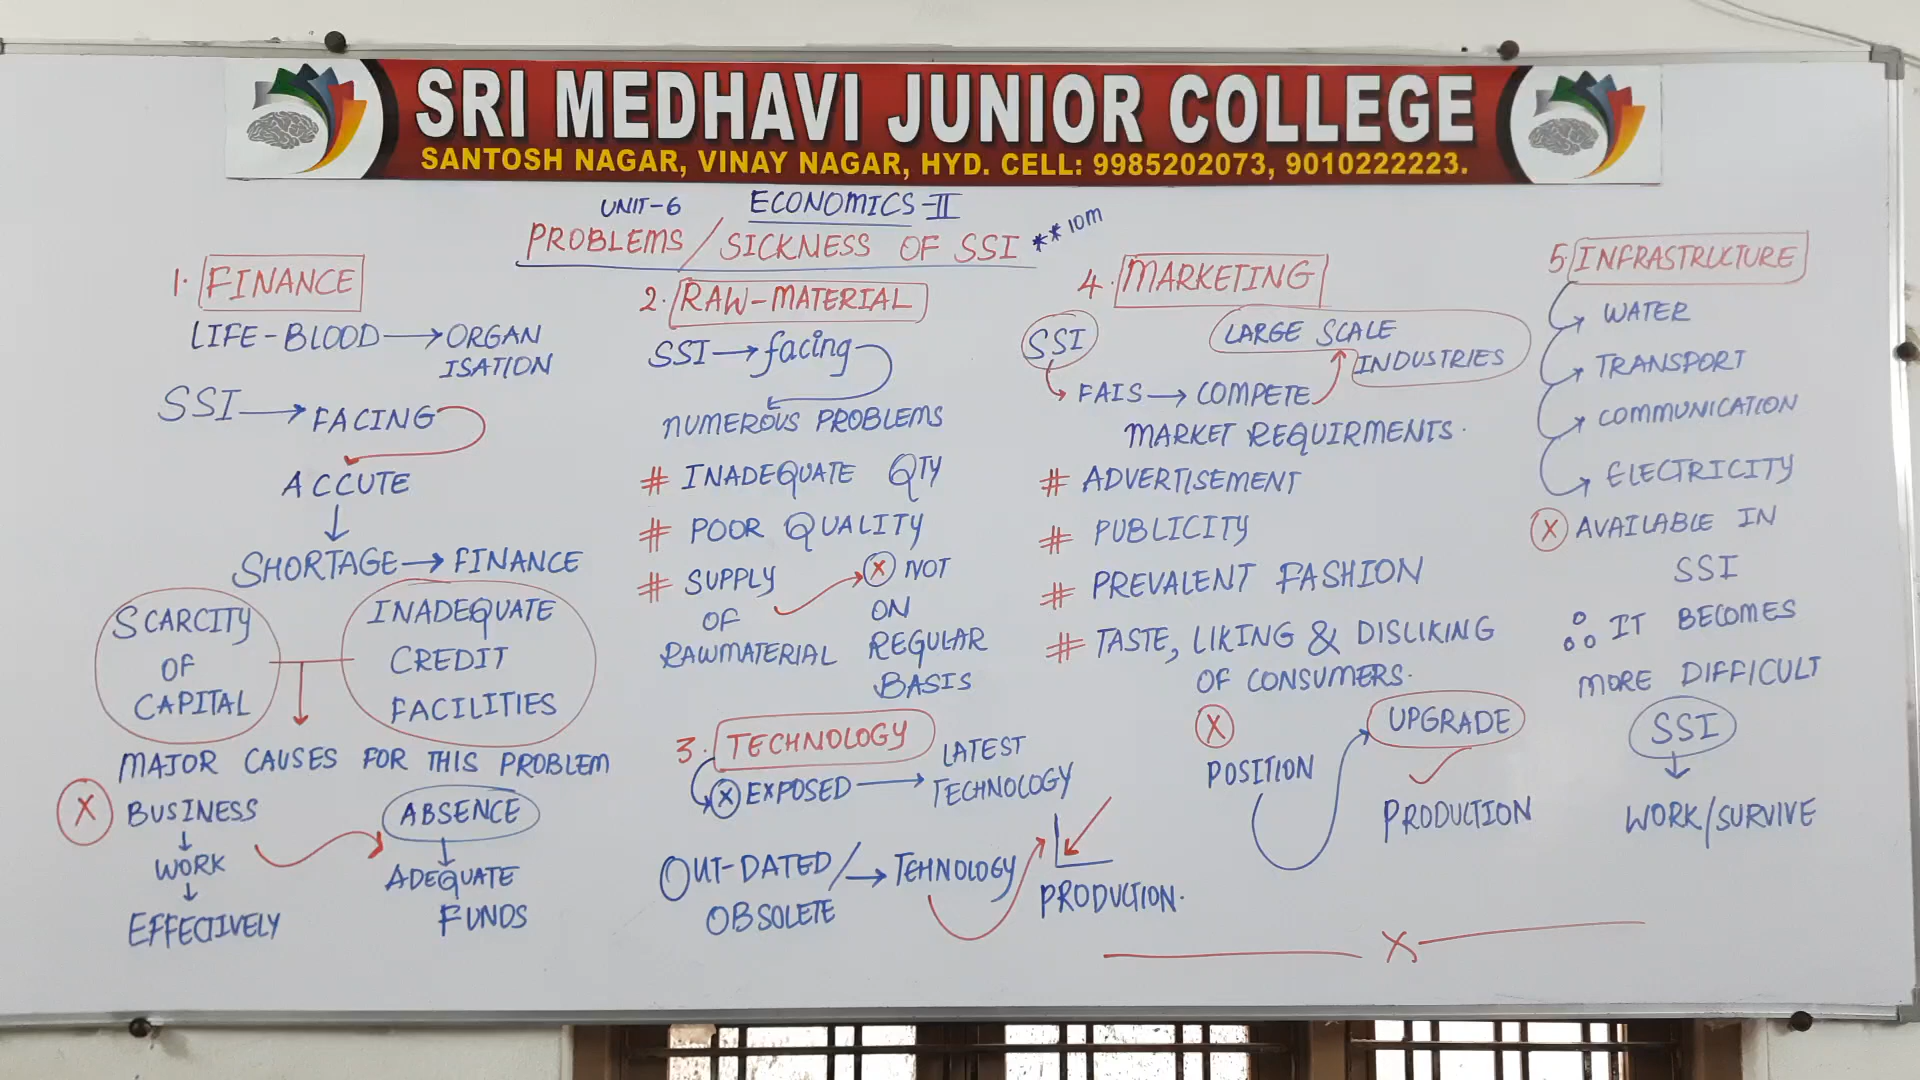 SRI MEDHAVI JUNIOR COLLEGE
SANTOSH NAGAR, VINAY NAGAR, HYD. CELL: 9985202073, 9010222223.
UNIT-6 ECONOMICS-II
PROBLEMS / SICKNESS OF SSI **10M
1. FINANCE
LIFE-BLOOD → ORGAN
ISATION
SSI → FACING
ACCUTE
↓
SHORTAGE → FINANCE
SCARCITY
OF
CAPITAL
INADEQUATE
CREDIT
FACILITIES
MAJOR CAUSES FOR THIS PROBLEM
X BUSINESS
↓
WORK
↓
EFFECTIVELY
ABSENCE
↓
ADEQUATE
FUNDS
2. RAW-MATERIAL
SSI → facing
NUMEROUS PROBLEMS
# INADEQUATE QTY
# POOR QUALITY
# SUPPLY
OF
RAWMATERIAL
X NOT
ON
REGULAR
BASIS
3. TECHNOLOGY
X EXPOSED → LATEST
TECHNOLOGY
OUT-DATED/ → TEHNOLOGY
OBSOLETE
PRODUCTION.
4. MARKETING
SSI
LARGE SCALE
INDUSTRIES
FAIS → COMPETE
MARKET REQUIRMENTS.
# ADVERTISEMENT
# PUBLICITY
# PREVALENT FASHION
# TASTE, LIKING & DISLIKING
OF CONSUMERS.
X
POSITION
UPGRADE
PRODUCTION
X
5. INFRASTRUCTURE
WATER
TRANSPORT
COMMUNICATION
ELECTRICITY
X AVAILABLE IN
SSI
∴ IT BECOMES
MORE DIFFICULT
SSI
↓
WORK/SURVIVE